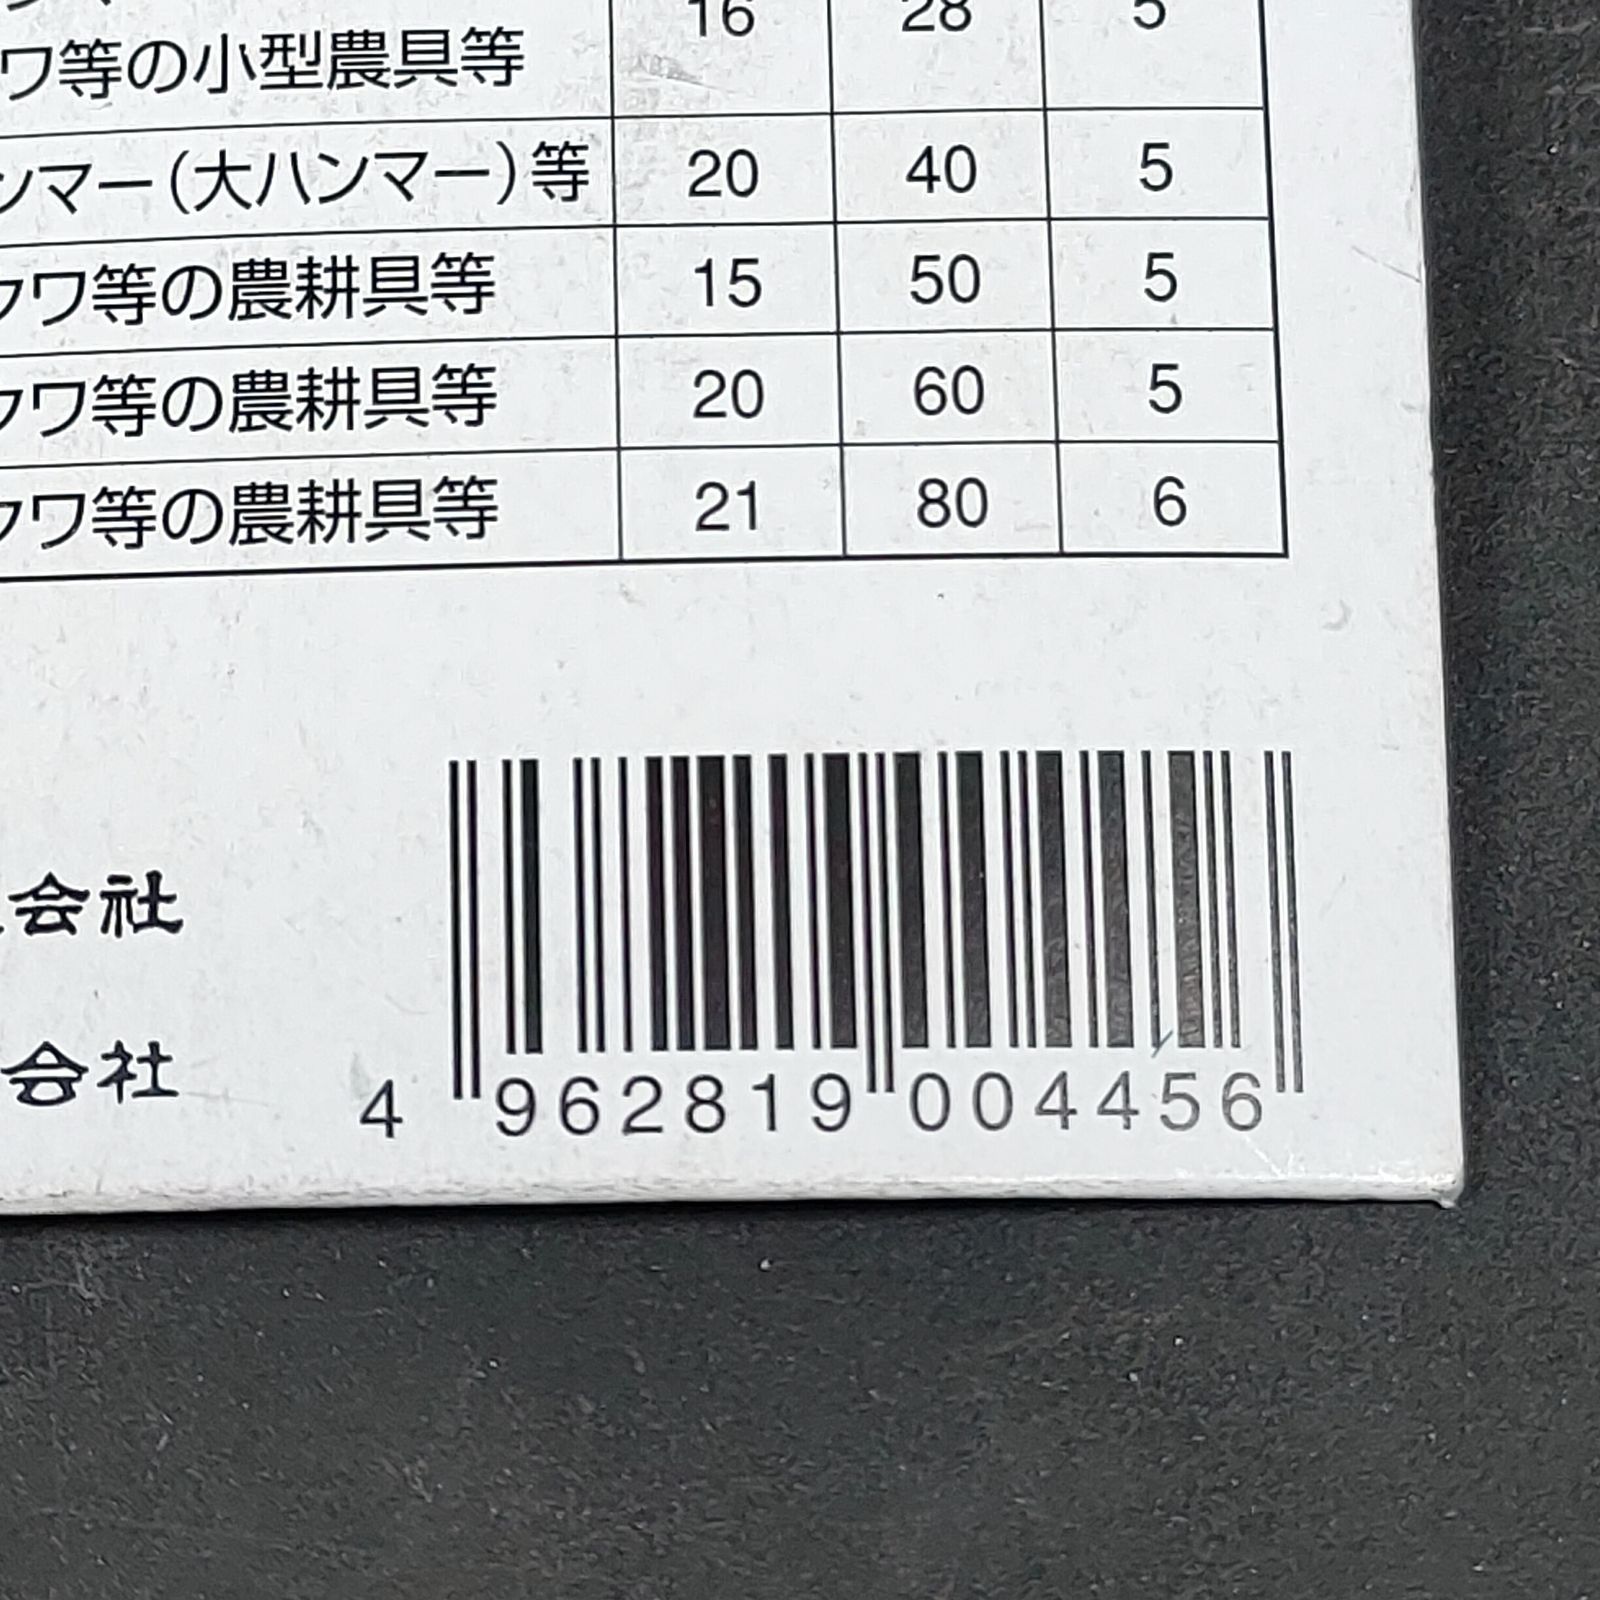 ワ等の小型農具等 16 28 5
ンマー(大ハンマー)等 20 40 5
クワ等の農耕具等 15 50 5
クワ等の農耕具等 20 60 5
クワ等の農耕具等 21 80 6
会社
会社
4 962819 004456